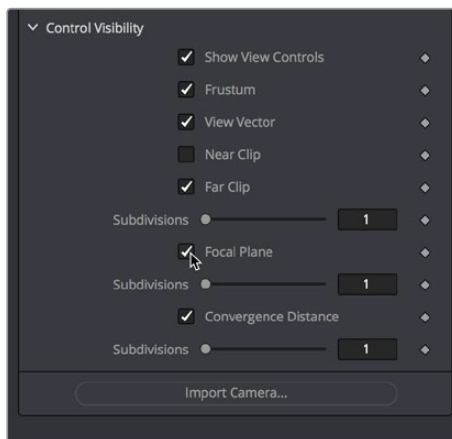 Control Visibility
Show View Controls
Frustum
View Vector
Near Clip
Far Clip
Subdivisions 1
Focal Plane
Subdivisions 1
Convergence Distance
Subdivisions 1
Import Camera...